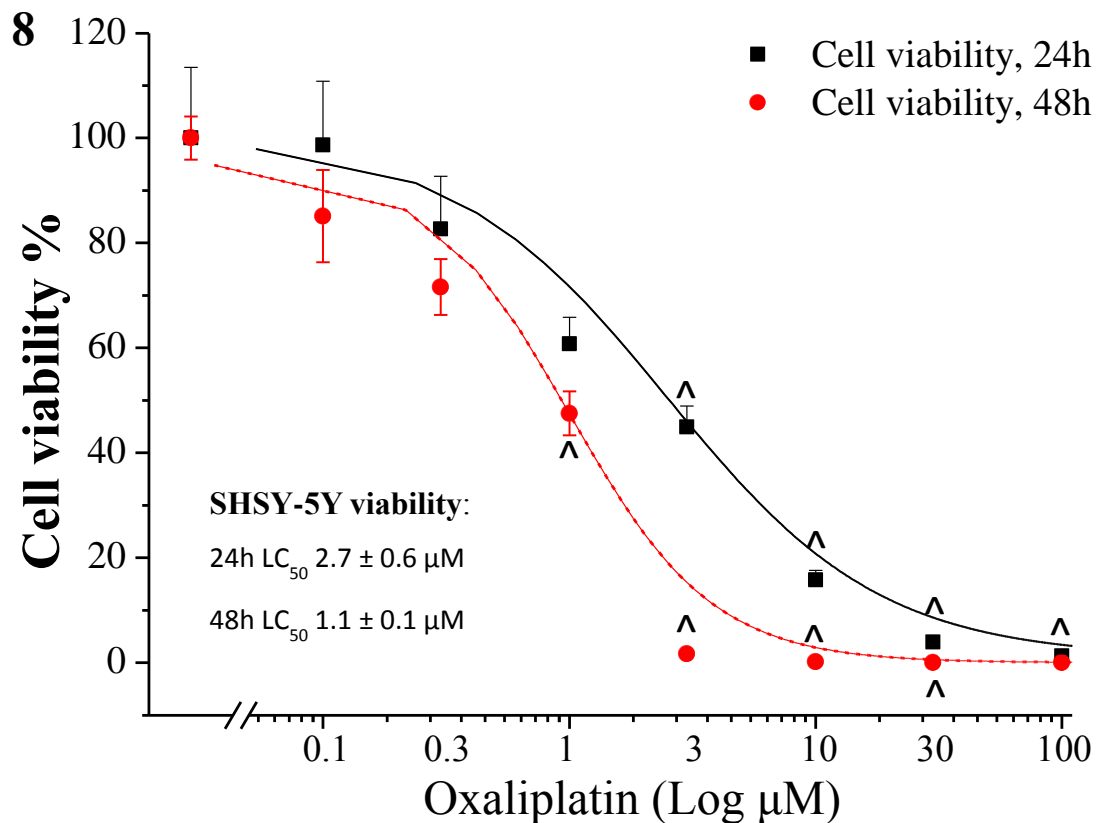 8
120
100
80
60
40
20
0
Cell viability %
Cell viability, 24h
Cell viability, 48h
^
^
^
^
^
^
^
^
^
SHSY-5Y viability:
24h LC50 2.7 ± 0.6 µM
48h LC50 1.1 ± 0.1 µM
0.1 0.3 1 3 10 30 100
Oxaliplatin (Log µM)